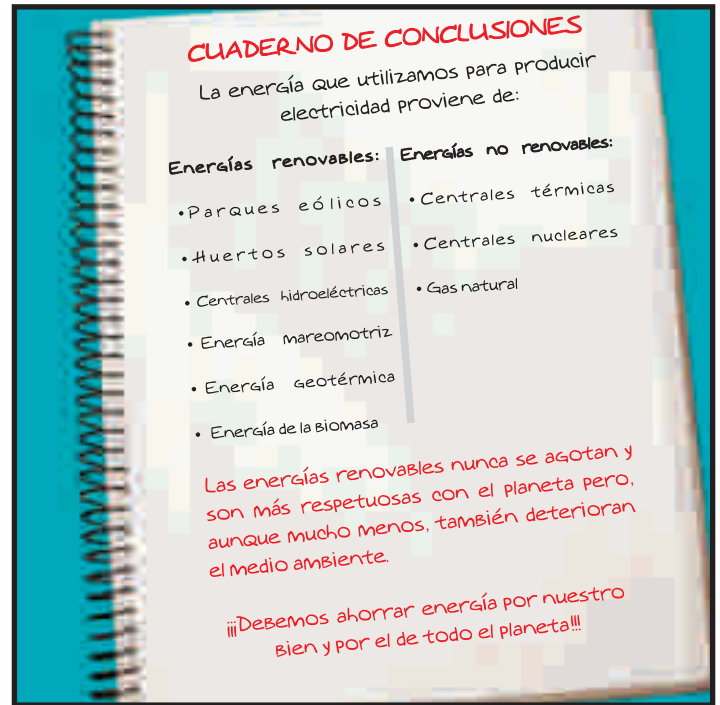 CUADERNO DE CONCLUSIONES
La energía que utilizamos para producir
electricidad proviene de:
Energías renovables:
• Parques eólicos
• Huertos solares
• Centrales hidroeléctricas
• Energía mareomotriz
• Energía geotérmica
• Energía de la biomasa
Energías no renovables:
• Centrales térmicas
• Centrales nucleares
• Gas natural
Las energías renovables nunca se agotan y
son más respetuosas con el planeta pero,
aunque mucho menos, también deterioran
el medio ambiente.
¡¡¡Debemos ahorrar energía por nuestro
bien y por el de todo el planeta!!!